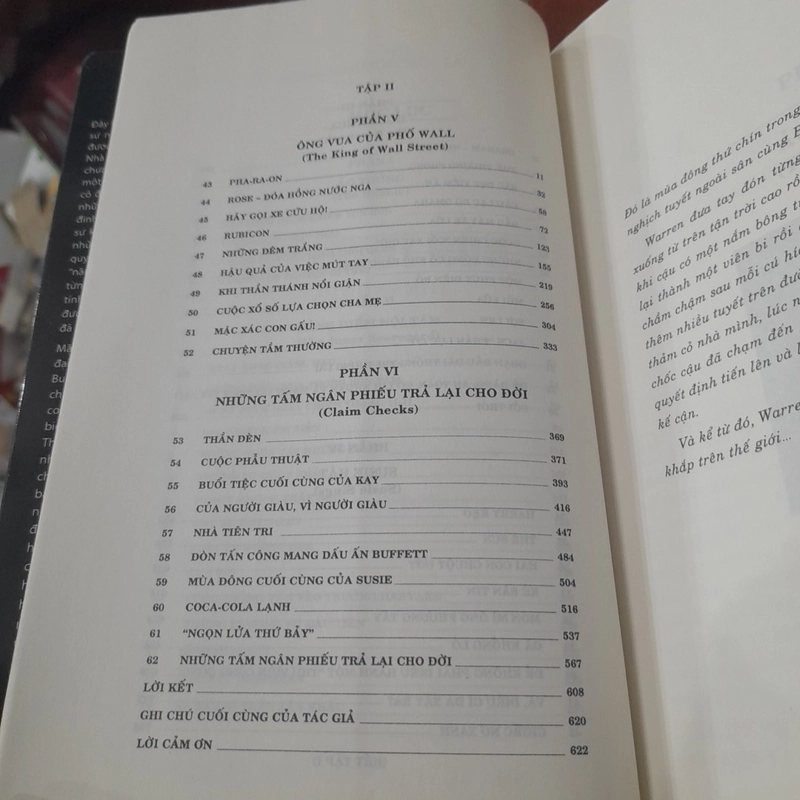 TẬP II
PHẦN V
ÔNG VUA CỦA PHỐ WALL
(The King of Wall Street)
43 PHA-RA-ON 11
44 ROSE – ĐÓA HỒNG NƯỚC NGA 32
45 HÃY GỌI XE CỨU HỘ! 58
46 RUBICON 73
47 NHỮNG ĐÊM TRẮNG 123
48 HẬU QUẢ CỦA VIỆC MÚT TAY 155
49 KHI THẦN THÁNH NỔI GIẬN 219
50 CUỘC XỔ SỐ LỰA CHỌN CHA MẸ 256
51 MẶC XÁC CON GẤU! 304
52 CHUYỆN TẦM THƯỜNG 333
PHẦN VI
NHỮNG TẤM NGÂN PHIẾU TRẢ LẠI CHO ĐỜI
(Claim Checks)
53 THẦN ĐÈN 369
54 CUỘC PHẪU THUẬT 371
55 BUỔI TIỆC CUỐI CÙNG CỦA KAY 393
56 CỦA NGƯỜI GIÀU, VÌ NGƯỜI GIÀU 416
57 NHÀ TIÊN TRI 447
58 ĐÒN TẤN CÔNG MANG DẤU ẤN BUFFETT 484
59 MÙA ĐÔNG CUỐI CÙNG CỦA SUSIE 504
60 COCA-COLA LẠNH 516
61 “NGỌN LỬA THỨ BẢY” 537
62 NHỮNG TẤM NGÂN PHIẾU TRẢ LẠI CHO ĐỜI 567
LỜI KẾT 608
GHI CHÚ CUỐI CÙNG CỦA TÁC GIẢ 620
LỜI CẢM ƠN 622
Đó là mùa đông thứ chín trong
nghịch tuyết ngoài sân cùng
Warren đưa tay đón từng
xuống từ trên tận trời cao
khi cậu có một nắm bông
lại thành một viên bi rồi
chầm chậm sau mỗi cú
thêm nhiều tuyết trên
thảm cỏ nhà mình, lúc
chốc cậu đã chạm đến
quyết định tiến lên và
kế cận.
Và kể từ đó,
khắp trên thế giới...